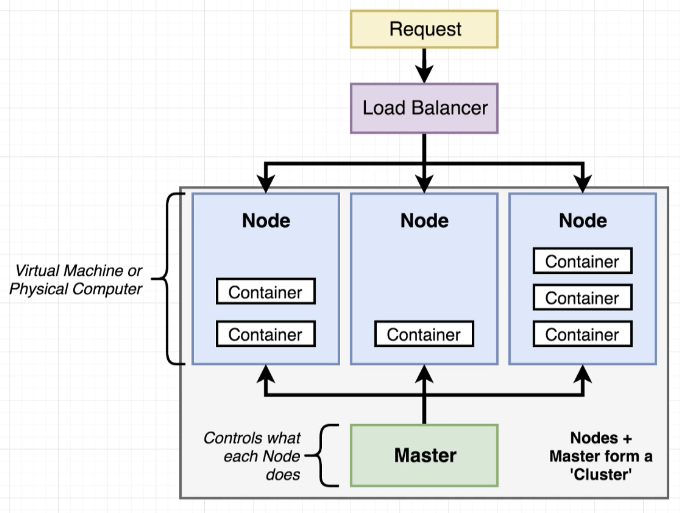 Request
Load Balancer
Node
Node
Node
Container
Container
Container
Container
Container
Container
Virtual Machine or
Physical Computer
Controls what
each Node
does
Master
Nodes +
Master form a
'Cluster'